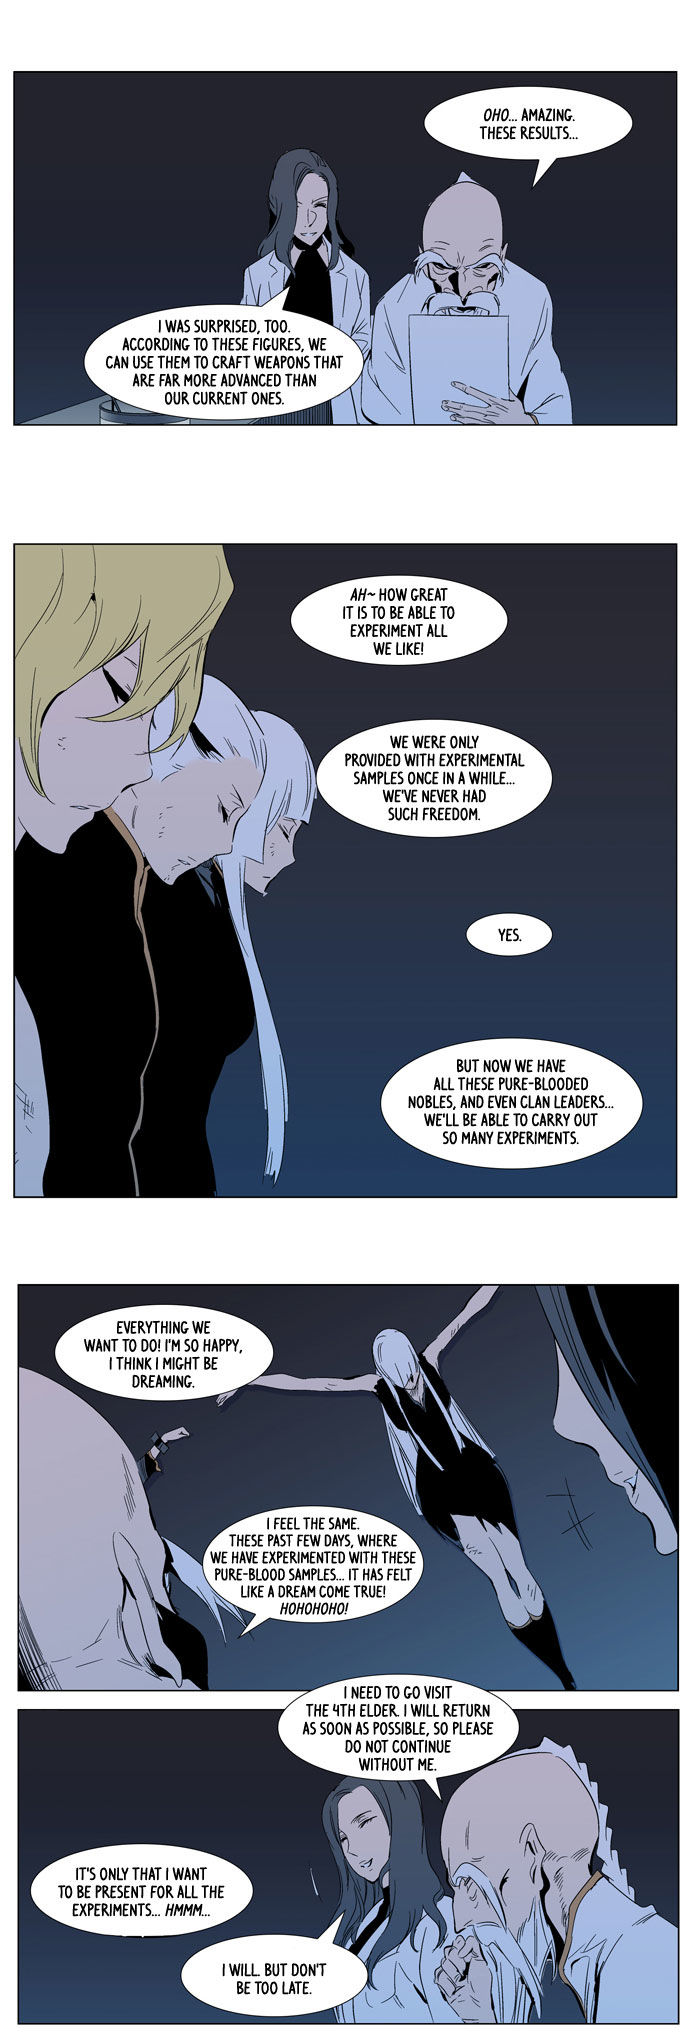 OHO... AMAZING.
THESE RESULTS...
I WAS SURPRISED, TOO.
ACCORDING TO THESE FIGURES, WE
CAN USE THEM TO CRAFT WEAPONS THAT
ARE FAR MORE ADVANCED THAN
OUR CURRENT ONES.
AH~ HOW GREAT
IT IS TO BE ABLE TO
EXPERIMENT ALL
WE LIKE!
WE WERE ONLY
PROVIDED WITH EXPERIMENTAL
SAMPLES ONCE IN A WHILE...
WE'VE NEVER HAD
SUCH FREEDOM.
YES.
BUT NOW WE HAVE
ALL THESE PURE-BLOODED
NOBLES, AND EVEN CLAN LEADERS...
WE'LL BE ABLE TO CARRY OUT
SO MANY EXPERIMENTS.
EVERYTHING WE
WANT TO DO! I'M SO HAPPY,
I THINK I MIGHT BE
DREAMING.
I FEEL THE SAME.
THESE PAST FEW DAYS, WHERE
WE HAVE EXPERIMENTED WITH THESE
PURE-BLOOD SAMPLES... IT HAS FELT
LIKE A DREAM COME TRUE!
HOHOHOHO!
I NEED TO GO VISIT
THE 4TH ELDER. I WILL RETURN
AS SOON AS POSSIBLE, SO PLEASE
DO NOT CONTINUE
WITHOUT ME.
IT'S ONLY THAT I WANT
TO BE PRESENT FOR ALL THE
EXPERIMENTS... HMMM...
I WILL. BUT DON'T
BE TOO LATE.